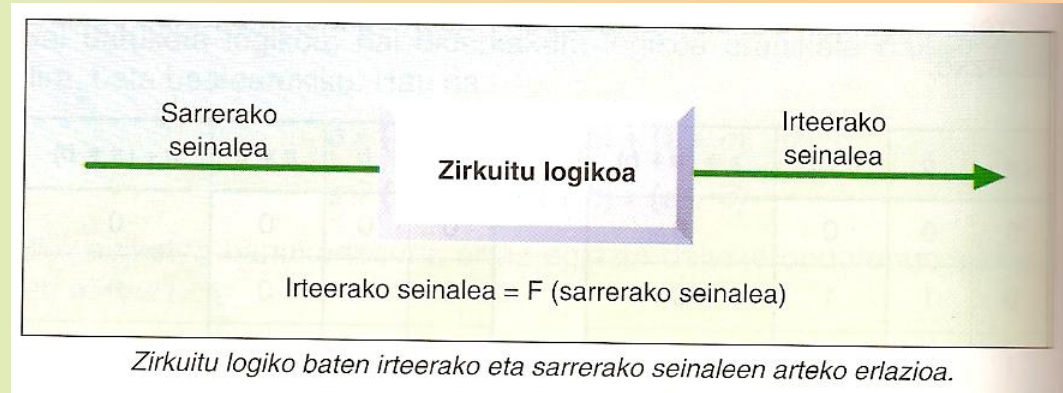 Sarrerako
seinalea
Zirkuitu logikoa
Irteerako
seinalea
Irteerako seinalea = F (sarrerako seinalea)
Zirkuitu logiko baten irteerako eta sarrerako seinaleen arteko erlazioa.